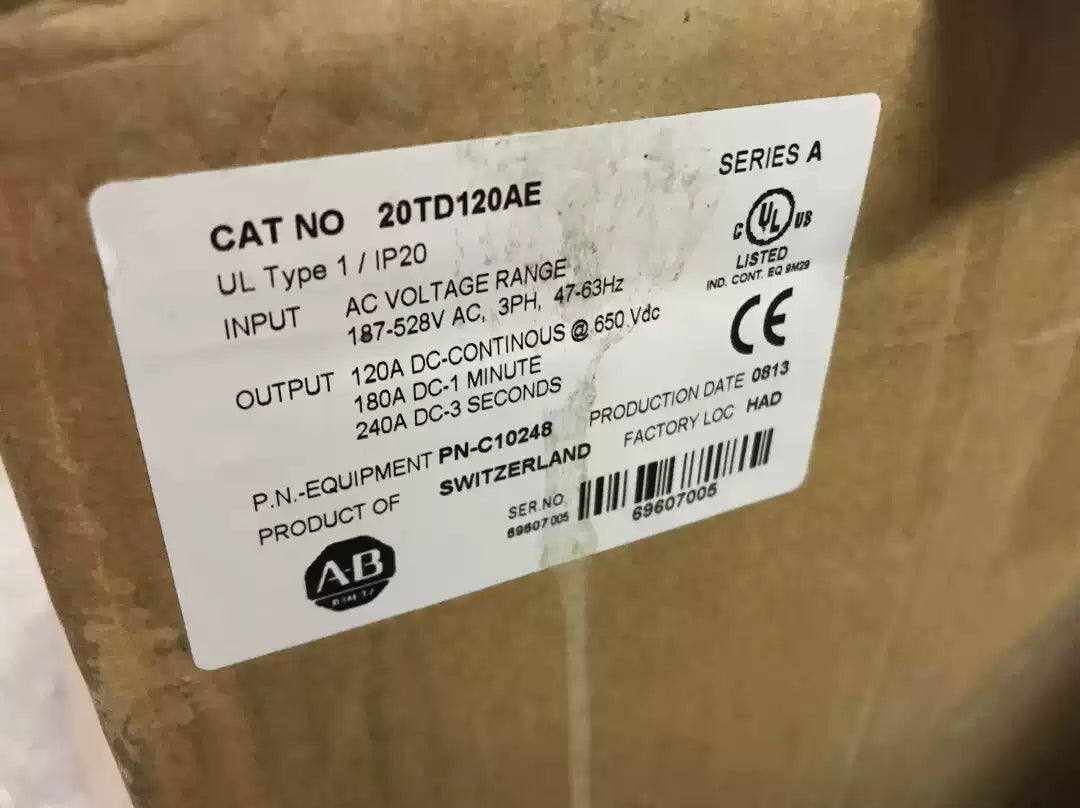 SERIES A
CAT NO 20TD120AE
UL Type 1 / IP20
INPUT AC VOLTAGE RANGE
187-528V AC, 3PH, 47-63Hz
OUTPUT 120A DC-CONTINOUS @ 650 Vdc
180A DC-1 MINUTE
240A DC-3 SECONDS
C UL US
LISTED
IND. CONT. EQ 9M29
CE
P.N.-EQUIPMENT PN-C10248
PRODUCT OF SWITZERLAND
PRODUCTION DATE 0813
FACTORY LOC HAD
SER.NO.
69607005
69607005
A-B